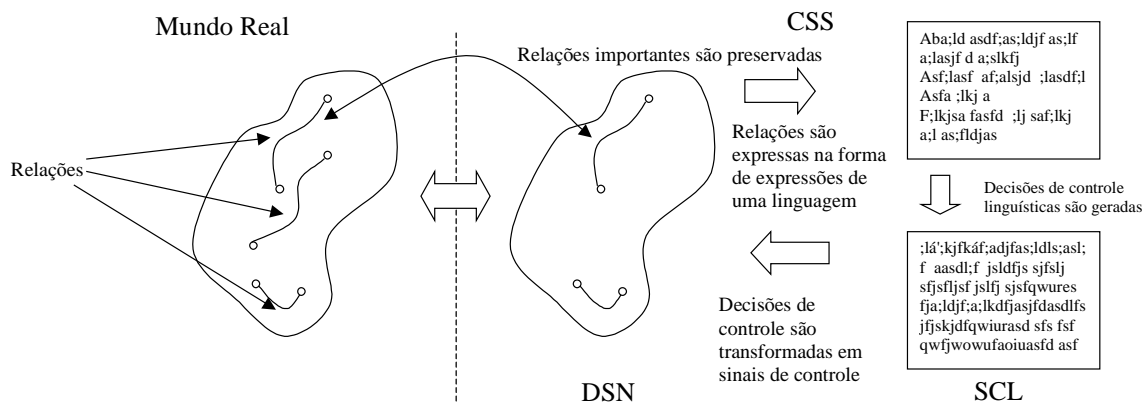 Mundo Real
CSS
Relações importantes são preservadas
Relações
Relações são
expressas na forma
de expressões de
uma linguagem
Aba;ld asdf;as;ldjf as;lf
a;lasjf d a;slkfj
Asf;lasf  af;alsjd  ;lasdf;l
Asfa ;lkj a
F;lkjsa fasfd  ;lj saf;lkj
a;l as;fldjas
Decisões de controle
linguísticas são geradas
Decisões de
controle são
transformadas em
sinais de controle
;lá';kjfkáf;adjfas;ldls;asl;
f  aasdl;f  jsldfjs sjfslj
sfjsfljsf jslfj sjsfqwures
fja;ldjf;a;lkdfjasjfdasdlfs
jfjskjdfqwiurasd sfs fsf
qwfjwowufaoiuasfd asf
DSN
SCL